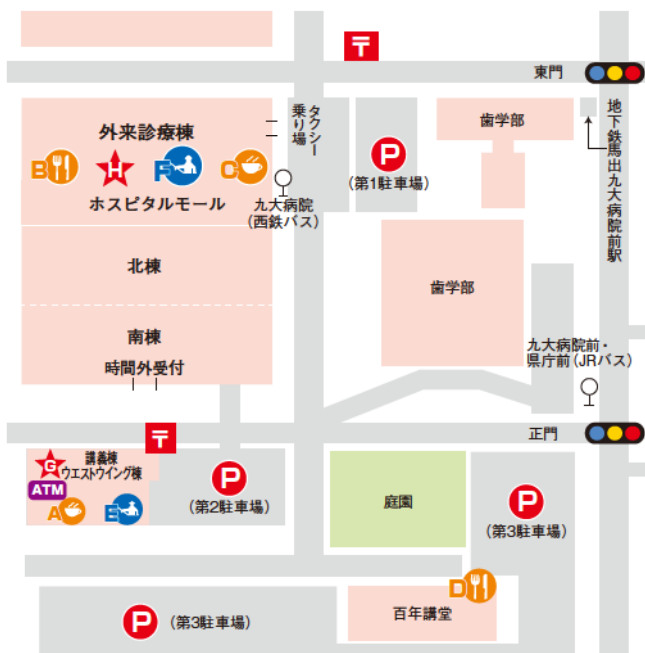 〒
東門
外来診療棟
B
H
F
C
ホスピタルモール
タクシー
乗り場
九大病院
(西鉄バス)
P
(第1駐車場)
歯学部
地下鉄馬出九大病院前駅
北棟
歯学部
南棟
時間外受付
九大病院前・
県庁前(JRバス)
〒
正門
G
講義棟
ウエストウイング棟
ATM
A
E
P
(第2駐車場)
庭園
P
(第3駐車場)
D
百年講堂
P
(第3駐車場)